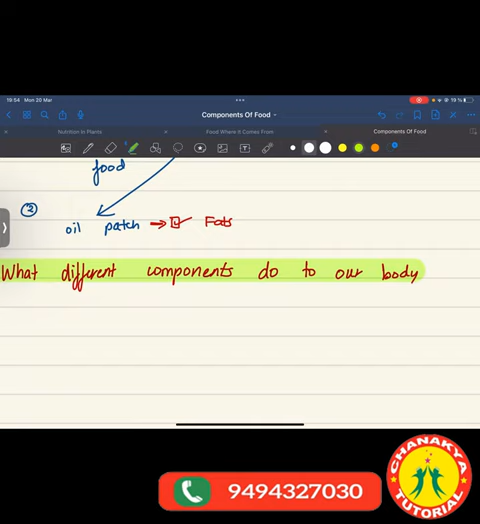 19:04 Mon 20 Mar
19 %
Components Of Food
Nutrition in Plants
Food Where It Comes From
Components Of Food
food
2
oil patch → Fats
What different components do to our body
9494327030
CHANAKYA
TUTORIAL